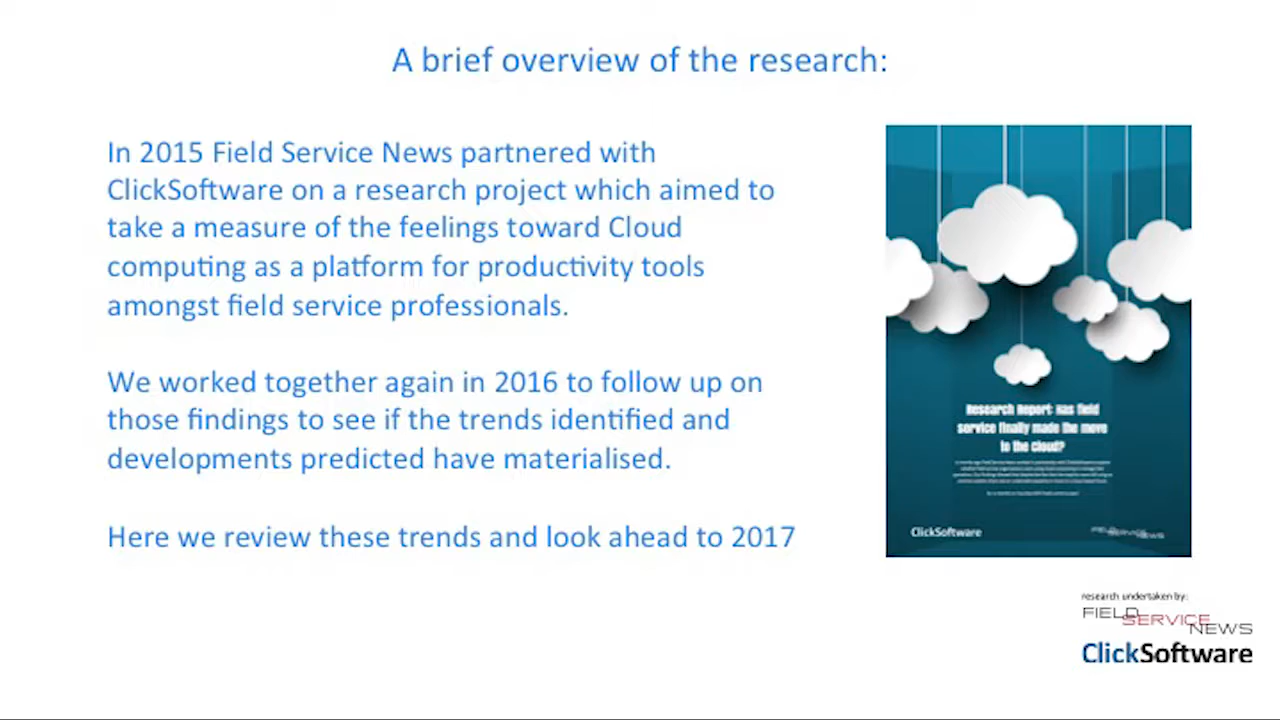 A brief overview of the research:
In 2015 Field Service News partnered with
ClickSoftware on a research project which aimed to
take a measure of the feelings toward Cloud
computing as a platform for productivity tools
amongst field service professionals.
We worked together again in 2016 to follow up on
those findings to see if the trends identified and
developments predicted have materialised.
Here we review these trends and look ahead to 2017
Research Report: Has field
service finally made the move
to the cloud?
ClickSoftware
FIELD
SERVICE
NEWS
research undertaken by:
FIELD
SERVICE
NEWS
ClickSoftware